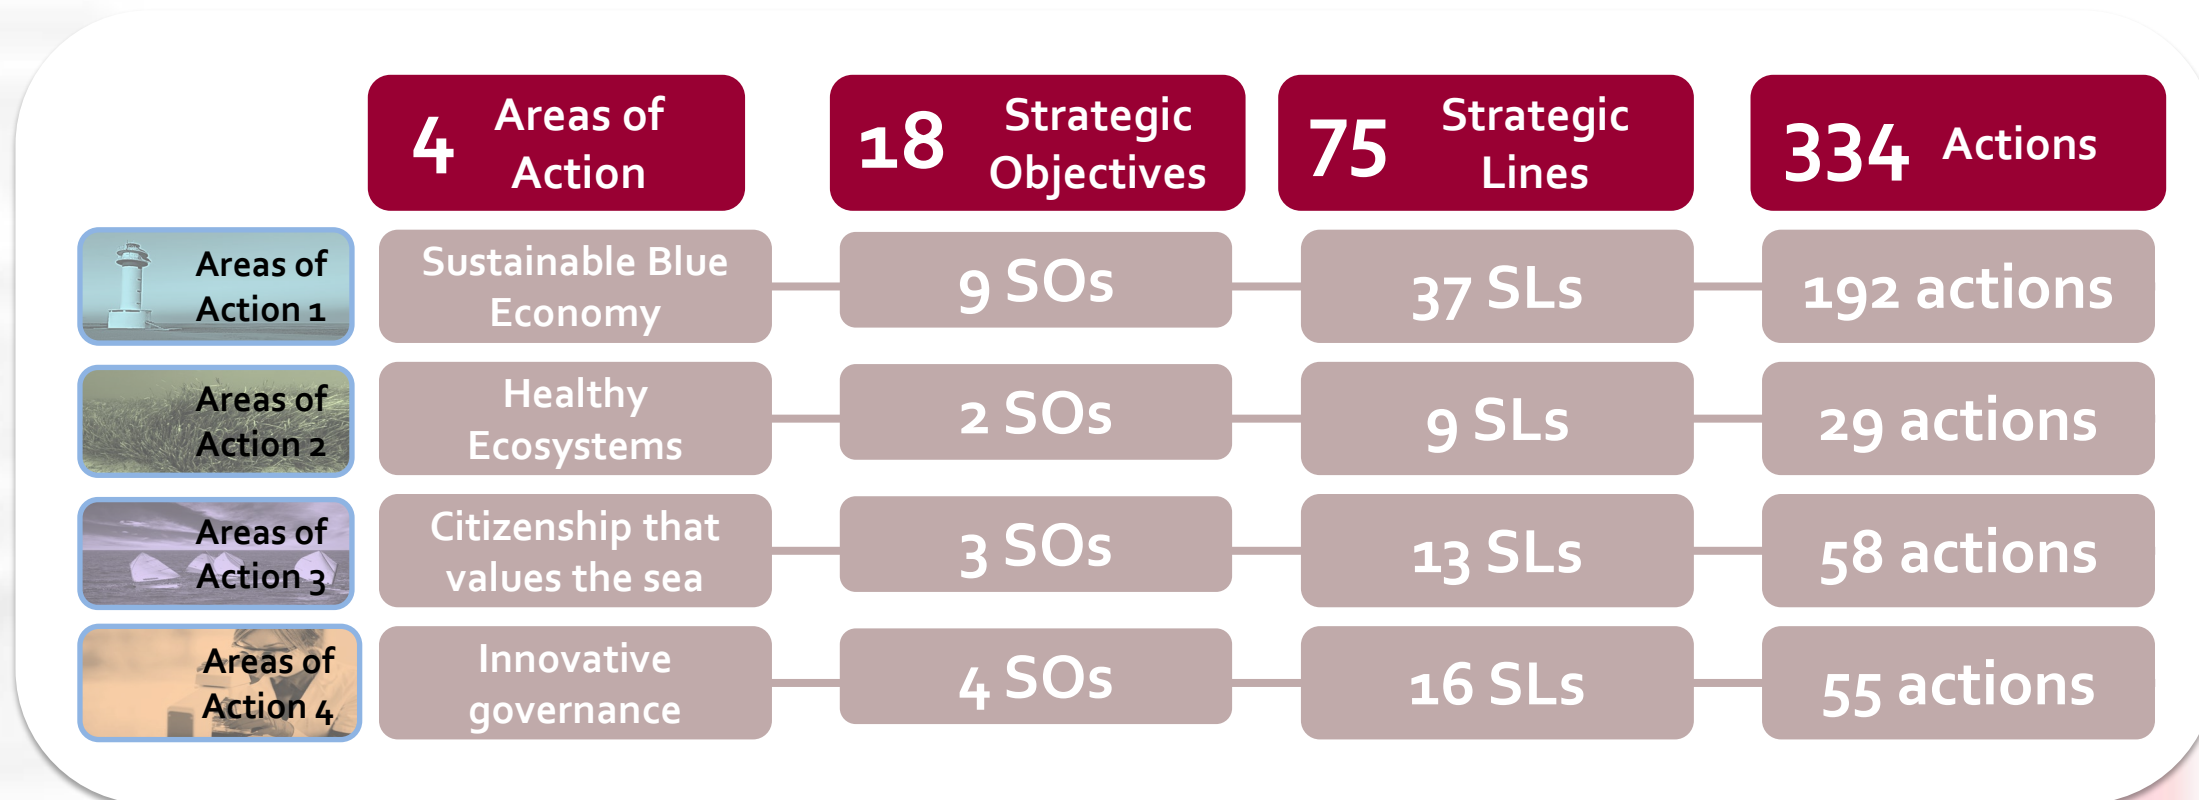 4 Areas of
Action
18 Strategic
Objectives
75 Strategic
Lines
334 Actions
Areas of
Action 1
Sustainable Blue
Economy
9 SOs
37 SLs
192 actions
Areas of
Action 2
Healthy
Ecosystems
2 SOs
9 SLs
29 actions
Areas of
Action 3
Citizenship that
values the sea
3 SOs
13 SLs
58 actions
Areas of
Action 4
Innovative
governance
4 SOs
16 SLs
55 actions